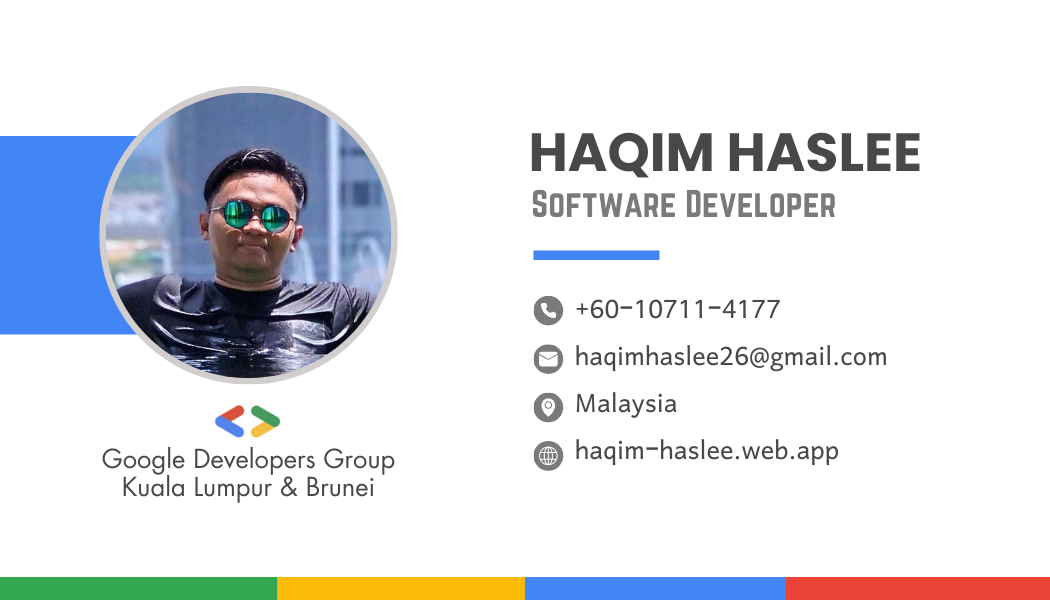 HAQIM HASLEE
SOFTWARE DEVELOPER
+60-10711-4177
haqimhaslee26@gmail.com
Malaysia
haqim-haslee.web.app
Google Developers Group
Kuala Lumpur & Brunei